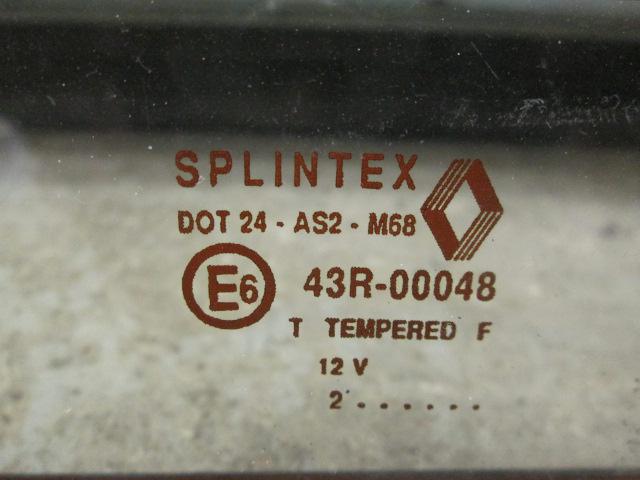 SPLINTEX
DOT 24 - AS2 - M68
E6 43R-00048
T TEMPERED F
12 V
2 . . . . . .